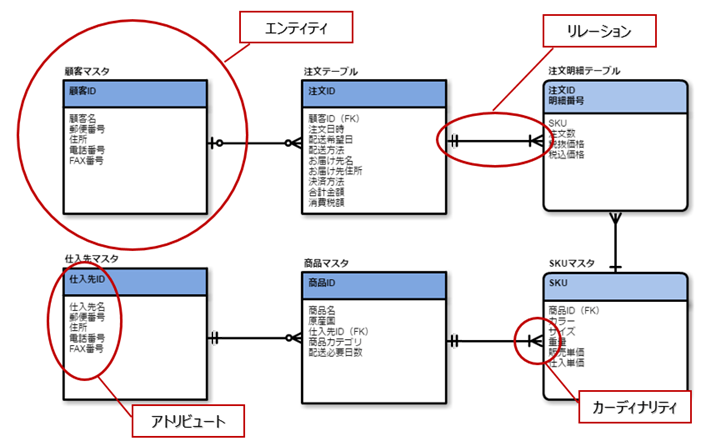 エンティティ
リレーション
顧客マスタ
顧客ID
顧客名
郵便番号
住所
電話番号
FAX番号
注文テーブル
注文ID
顧客ID（FK）
注文日時
配送希望日
配送方法
お届け先名
お届け先住所
決済方法
合計金額
消費税額
注文明細テーブル
注文ID
明細番号
SKU
注文数
税抜価格
税込価格
仕入先マスタ
仕入先ID
仕入先名
郵便番号
住所
電話番号
FAX番号
商品マスタ
商品ID
商品名
原産国
仕入先ID（FK）
商品カテゴリ
配送必要日数
SKUマスタ
SKU
商品ID（FK）
カラー
サイズ
重量
販売単価
仕入単価
アトリビュート
カーディナリティ